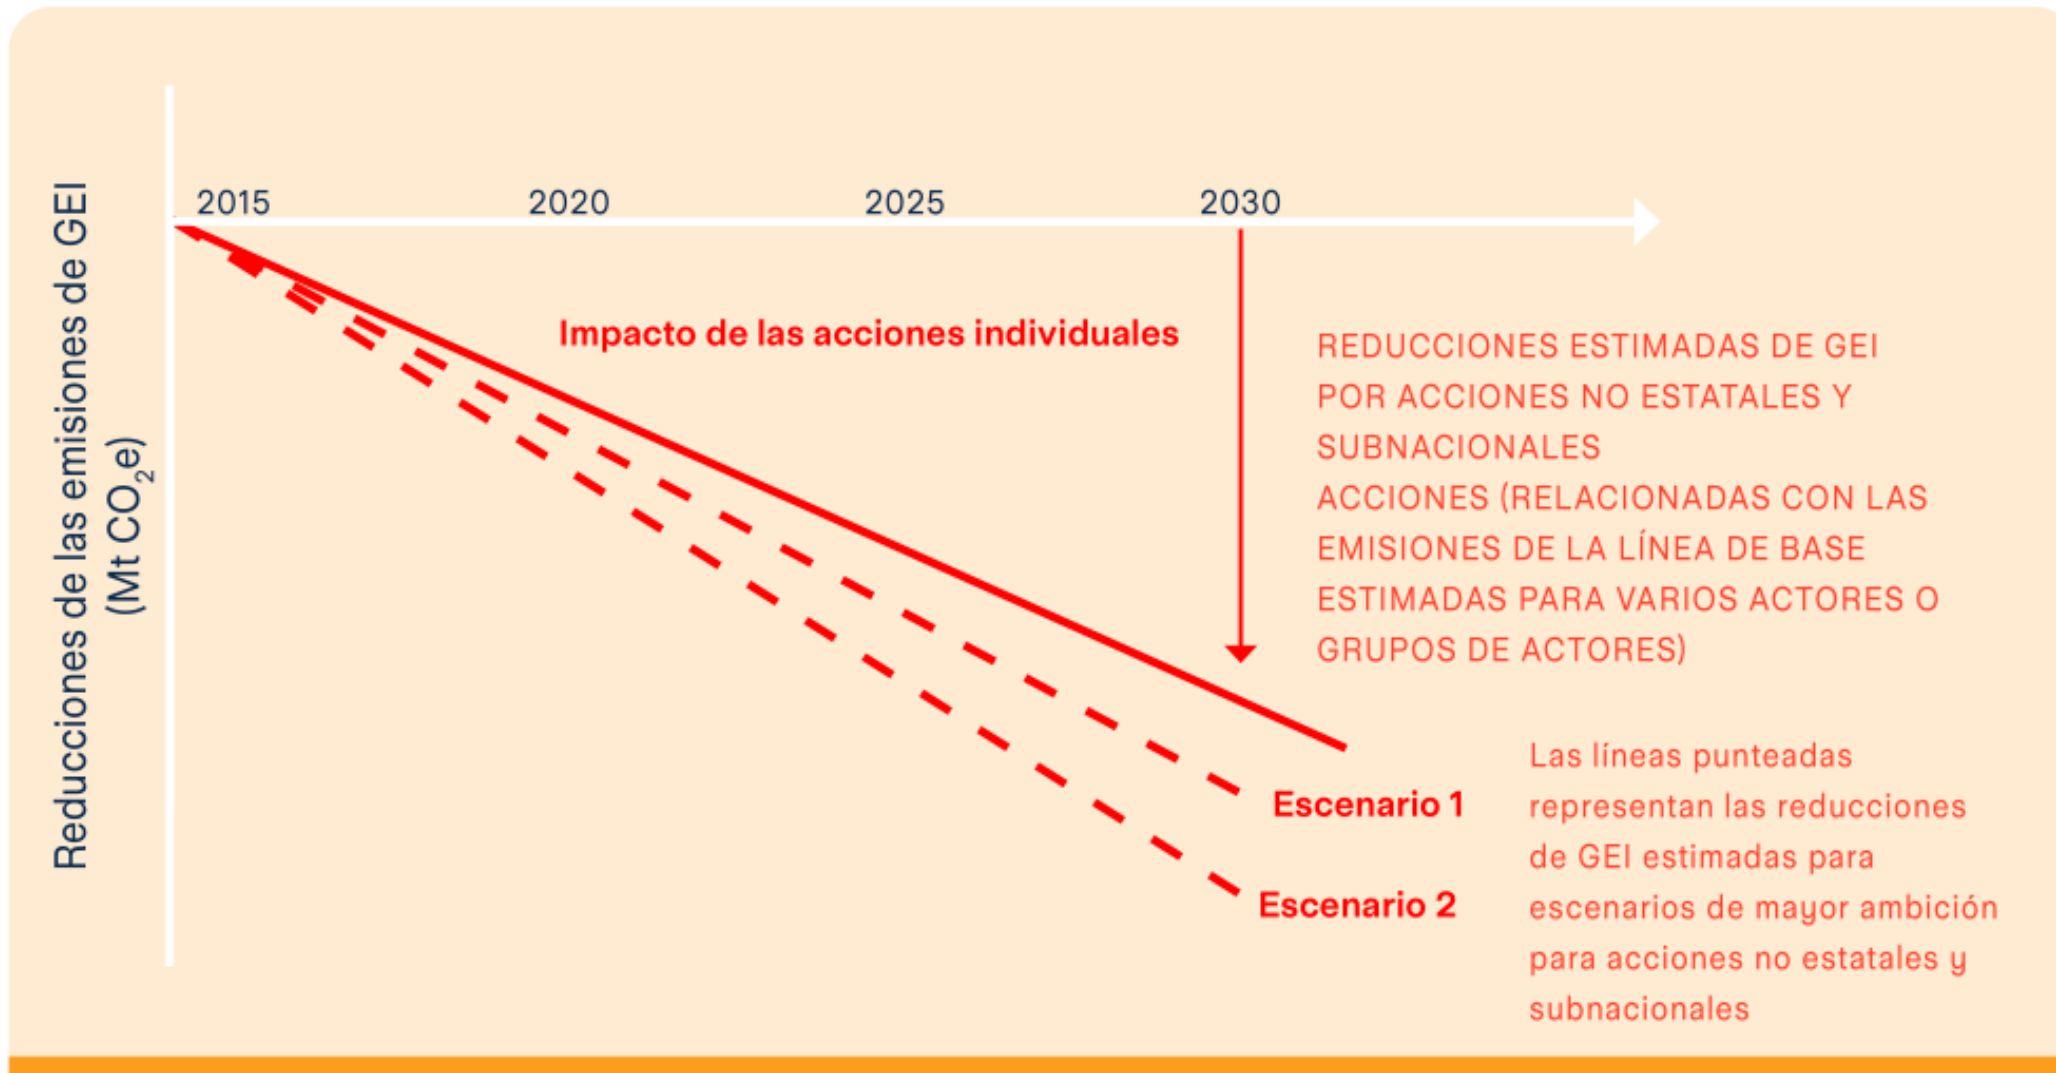 Reducciones de las emisiones de GEI
(Mt CO₂e)
2015
2020
2025
2030
Impacto de las acciones individuales
REDUCCIONES ESTIMADAS DE GEI
POR ACCIONES NO ESTATALES Y
SUBNACIONALES
ACCIONES (RELACIONADAS CON LAS
EMISIONES DE LA LÍNEA DE BASE
ESTIMADAS PARA VARIOS ACTORES O
GRUPOS DE ACTORES)
Escenario 1
Escenario 2
Las líneas punteadas
representan las reducciones
de GEI estimadas para
escenarios de mayor ambición
para acciones no estatales y
subnacionales